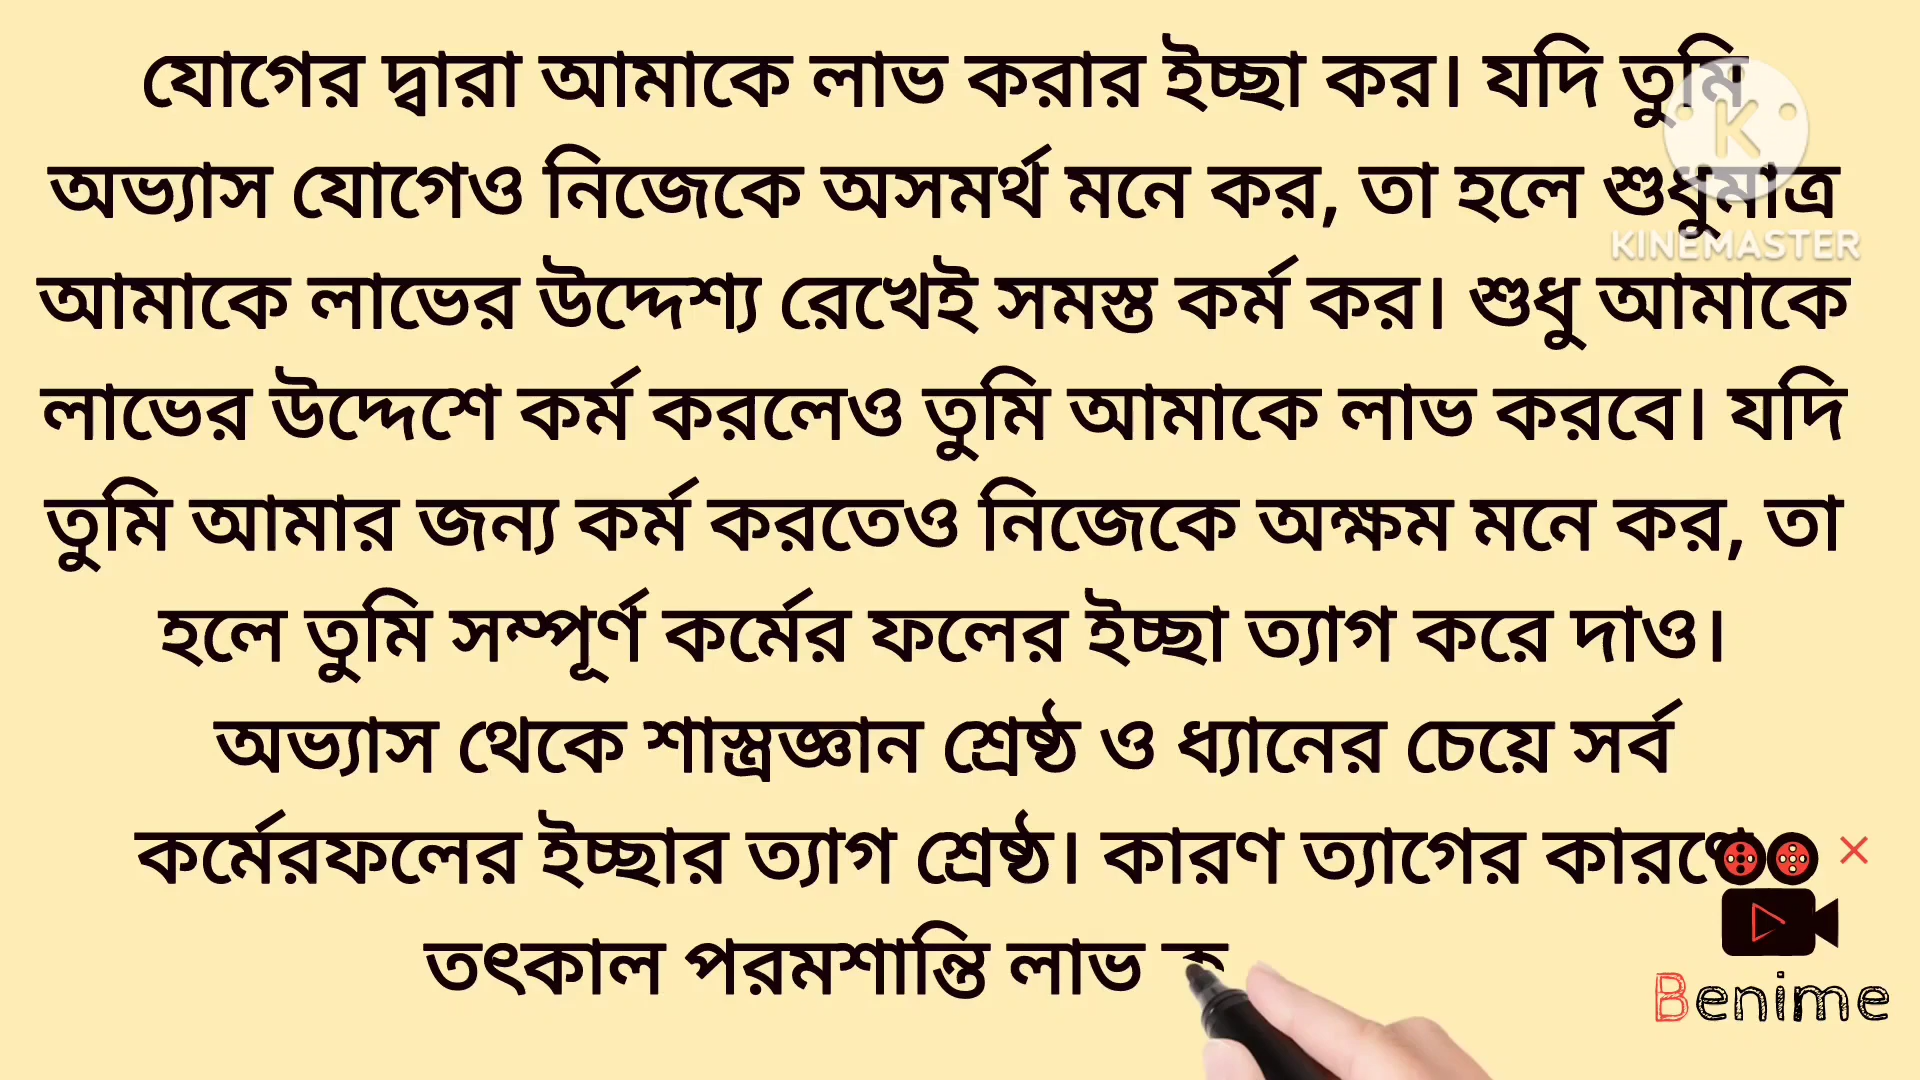 যোগের দ্বারা আমাকে লাভ করার ইচ্ছা কর। যদি তুমি
অভ্যাস যোগেও নিজেকে অসমর্থ মনে কর, তা হলে শুধুমাত্র
KINEMASTER
আমাকে লাভের উদ্দেশ্য রেখেই সমস্ত কর্ম কর। শুধু আমাকে
লাভের উদ্দেশে কর্ম করলেও তুমি আমাকে লাভ করবে। যদি
তুমি আমার জন্য কর্ম করতেও নিজেকে অক্ষম মনে কর, তা
হলে তুমি সম্পূর্ণ কর্মের ফলের ইচ্ছা ত্যাগ করে দাও।
অভ্যাস থেকে শাস্ত্রজ্ঞান শ্রেষ্ঠ ও ধ্যানের চেয়ে সর্ব
কর্মেরফলের ইচ্ছার ত্যাগ শ্রেষ্ঠ। কারণ ত্যাগের কারণে
তৎকাল পরমশান্তি লাভ
Benime